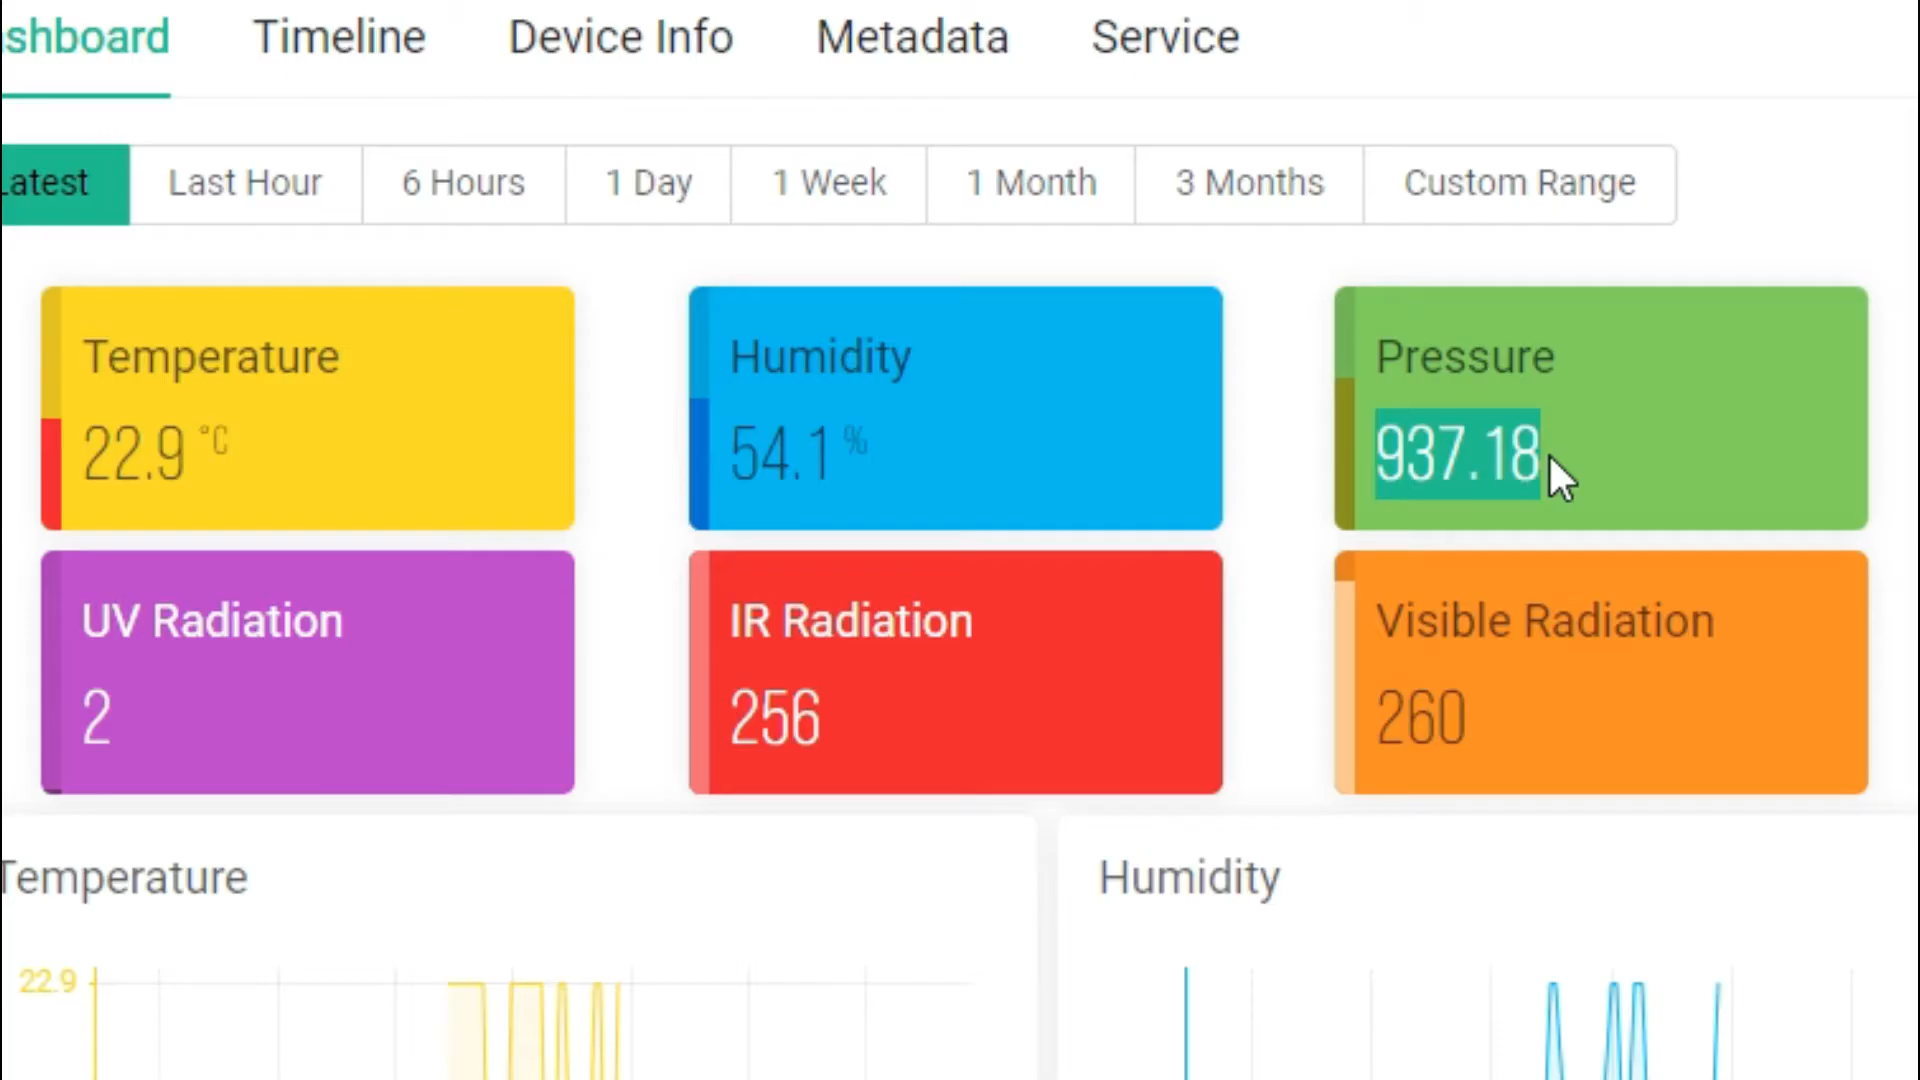 shboard Timeline Device Info Metadata Service
Latest Last Hour 6 Hours 1 Day 1 Week 1 Month 3 Months Custom Range
Temperature Humidity Pressure
22.9 °C 54.1 % 937.18
UV Radiation IR Radiation Visible Radiation
2 256 260
Temperature Humidity
22.9